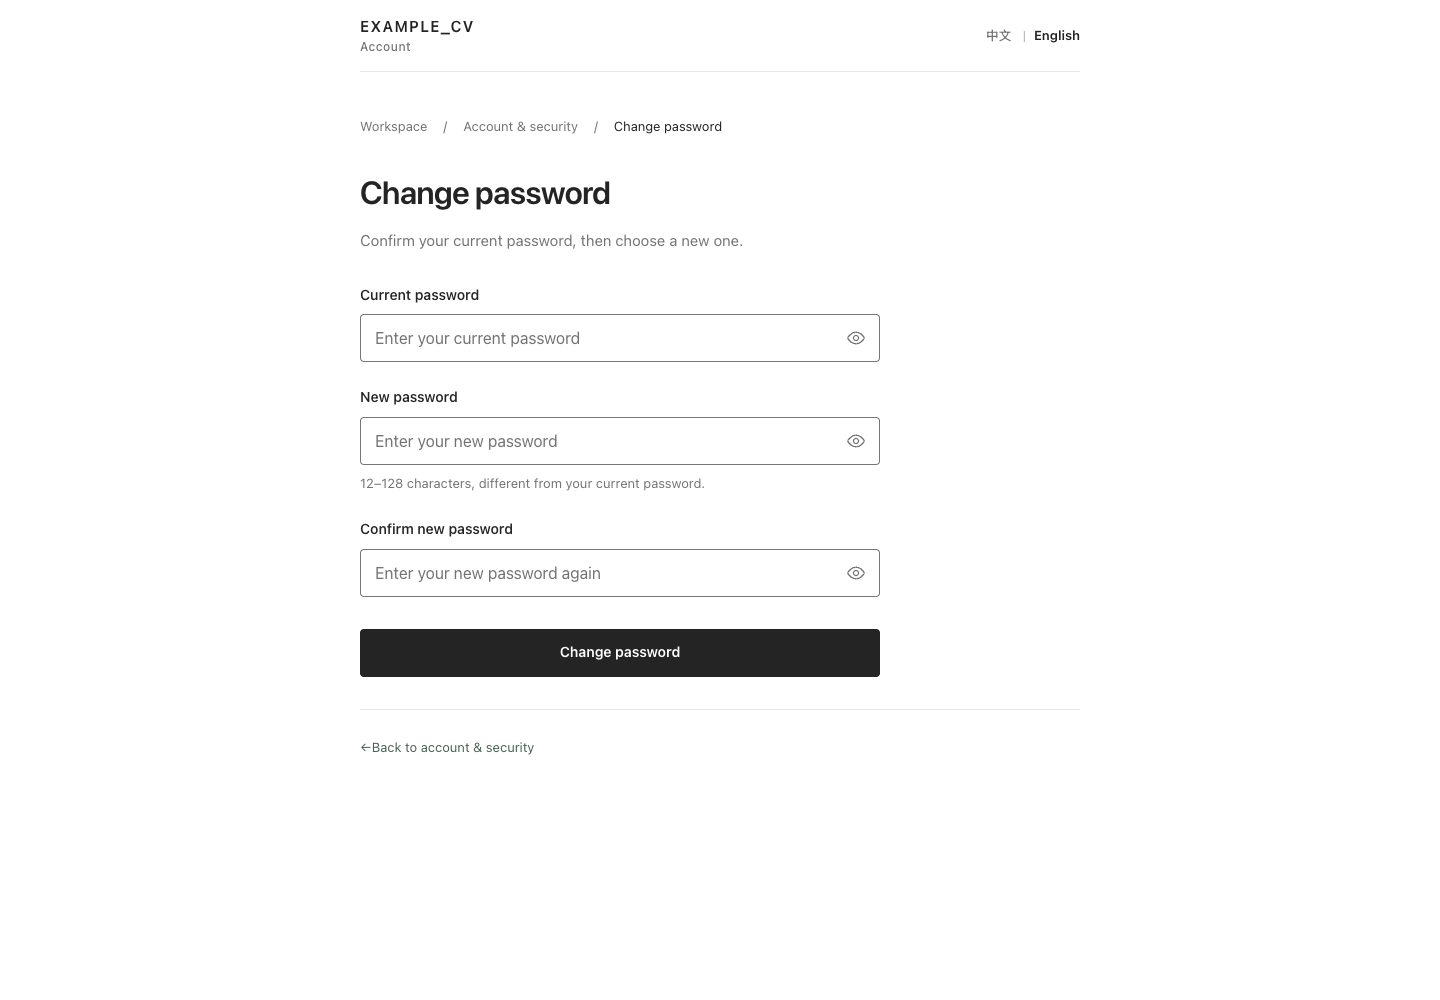 EXAMPLE_CV
Account
中文 | English
Workspace / Account & security / Change password
Change password
Confirm your current password, then choose a new one.
Current password
Enter your current password
New password
Enter your new password
12–128 characters, different from your current password.
Confirm new password
Enter your new password again
Change password
←Back to account & security